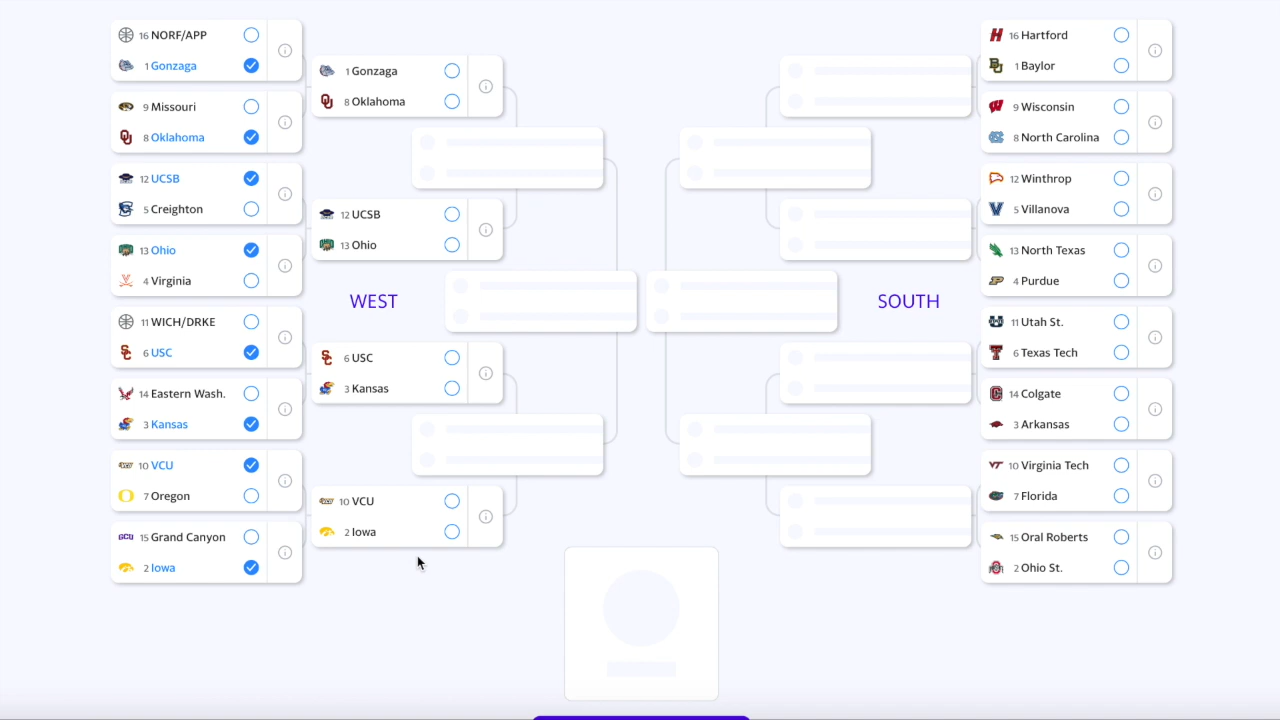 16 NORF/APP
1 Gonzaga
9 Missouri
8 Oklahoma
12 UCSB
5 Creighton
13 Ohio
4 Virginia
11 WICH/DRKE
6 USC
14 Eastern Wash.
3 Kansas
10 VCU
7 Oregon
15 Grand Canyon
2 Iowa
1 Gonzaga
8 Oklahoma
12 UCSB
13 Ohio
WEST
6 USC
3 Kansas
10 VCU
2 Iowa
SOUTH
16 Hartford
1 Baylor
9 Wisconsin
8 North Carolina
12 Winthrop
5 Villanova
13 North Texas
4 Purdue
11 Utah St.
6 Texas Tech
14 Colgate
3 Arkansas
10 Virginia Tech
7 Florida
15 Oral Roberts
2 Ohio St.